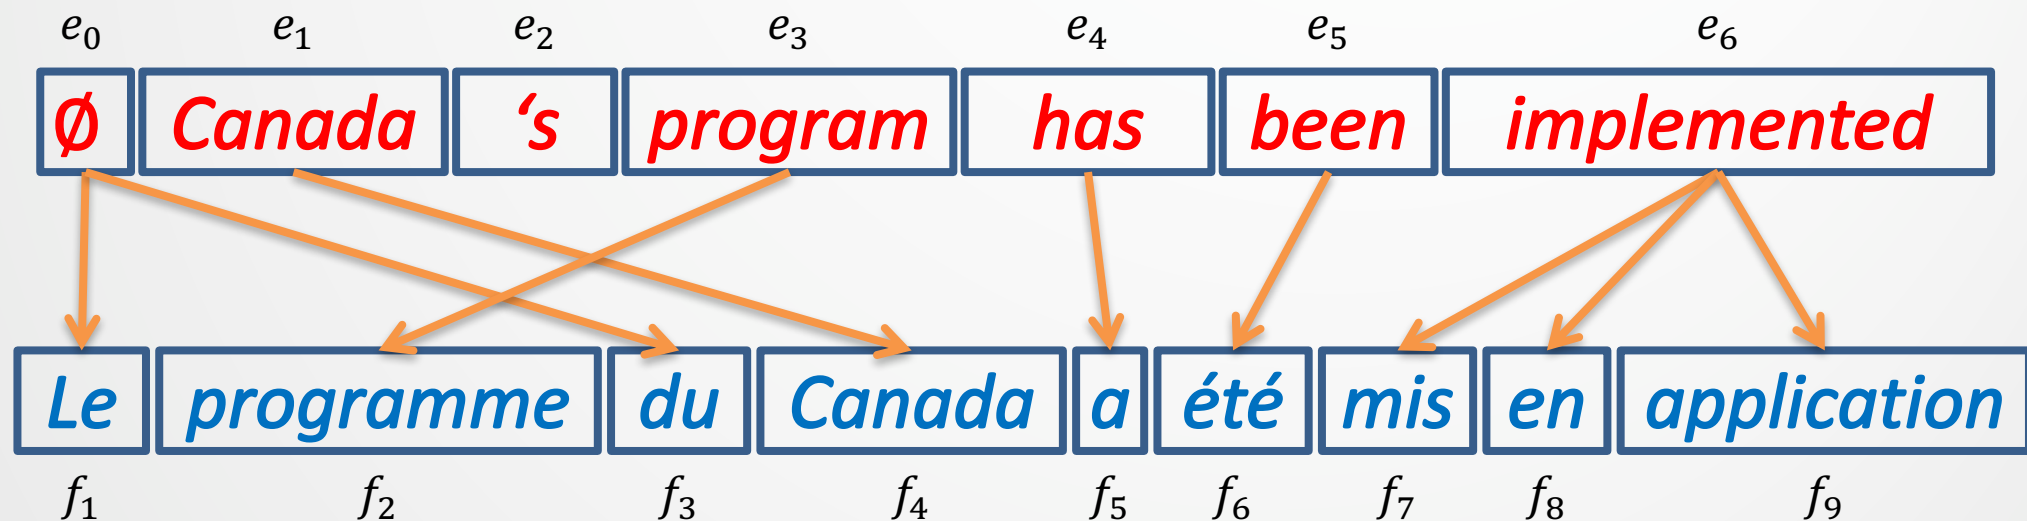 e₀ e₁ e₂ e₃ e₄ e₅ e₆
Ø Canada ‘s program has been implemented
Le programme du Canada a été mis en application
f₁ f₂ f₃ f₄ f₅ f₆ f₇ f₈ f₉